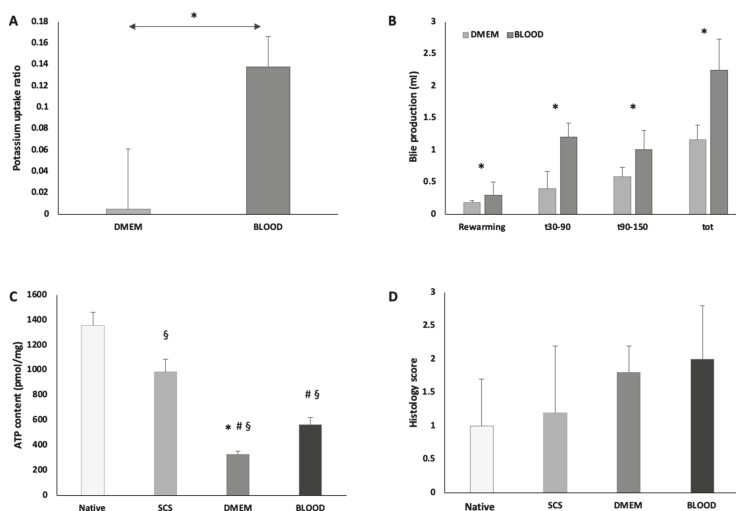 A
*
Potassium uptake ratio
0.18
0.16
0.14
0.12
0.1
0.08
0.06
0.04
0.02
0
DMEM BLOOD
B
DMEM BLOOD
Blie production (ml)
3
2.5
2
1.5
1
0.5
0
* * * *
Rewarming t30-90 t90-150 tot
C
ATP content (pmol/mg)
1600
1400
1200
1000
800
600
400
200
0
§
* # §
# §
Native SCS DMEM BLOOD
D
Histology score
3
2.5
2
1.5
1
0.5
0
Native SCS DMEM BLOOD